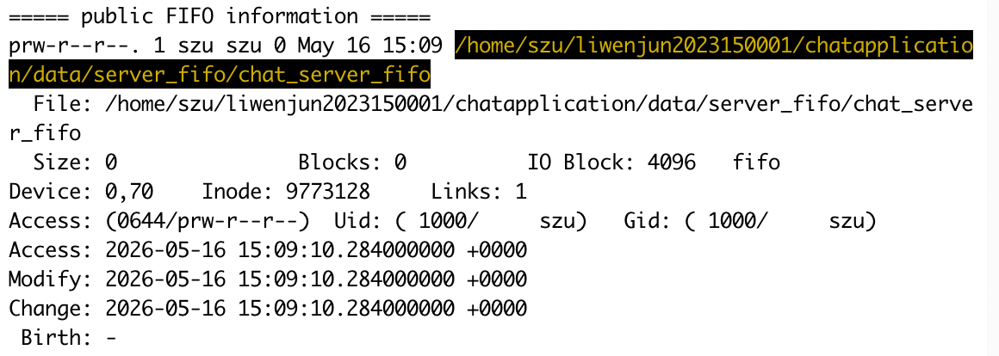 ===== public FIFO information =====
prw-r--r--. 1 szu szu 0 May 16 15:09 /home/szu/liwenjun2023150001/chatapplicatio
n/data/server_fifo/chat_server_fifo
  File: /home/szu/liwenjun2023150001/chatapplication/data/server_fifo/chat_serve
r_fifo
  Size: 0               Blocks: 0          IO Block: 4096   fifo
Device: 0,70    Inode: 9773128     Links: 1
Access: (0644/prw-r--r--)  Uid: ( 1000/     szu)   Gid: ( 1000/     szu)
Access: 2026-05-16 15:09:10.284000000 +0000
Modify: 2026-05-16 15:09:10.284000000 +0000
Change: 2026-05-16 15:09:10.284000000 +0000
 Birth: -